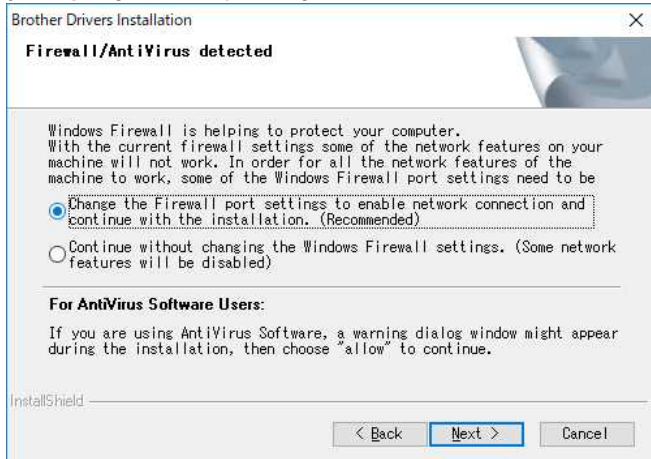 Brother Drivers Installation
Firewall/AntiVirus detected
Windows Firewall is helping to protect your computer.
With the current firewall settings some of the network features on your
machine will not work. In order for all the network features of the
machine to work, some of the Windows Firewall port settings need to be
Change the Firewall port settings to enable network connection and
continue with the installation. (Recommended)
Continue without changing the Windows Firewall settings. (Some network
features will be disabled)
For AntiVirus Software Users:
If you are using AntiVirus Software, a warning dialog window might appear
during the installation, then choose "allow" to continue.
InstallShield
< Back Next > Cancel